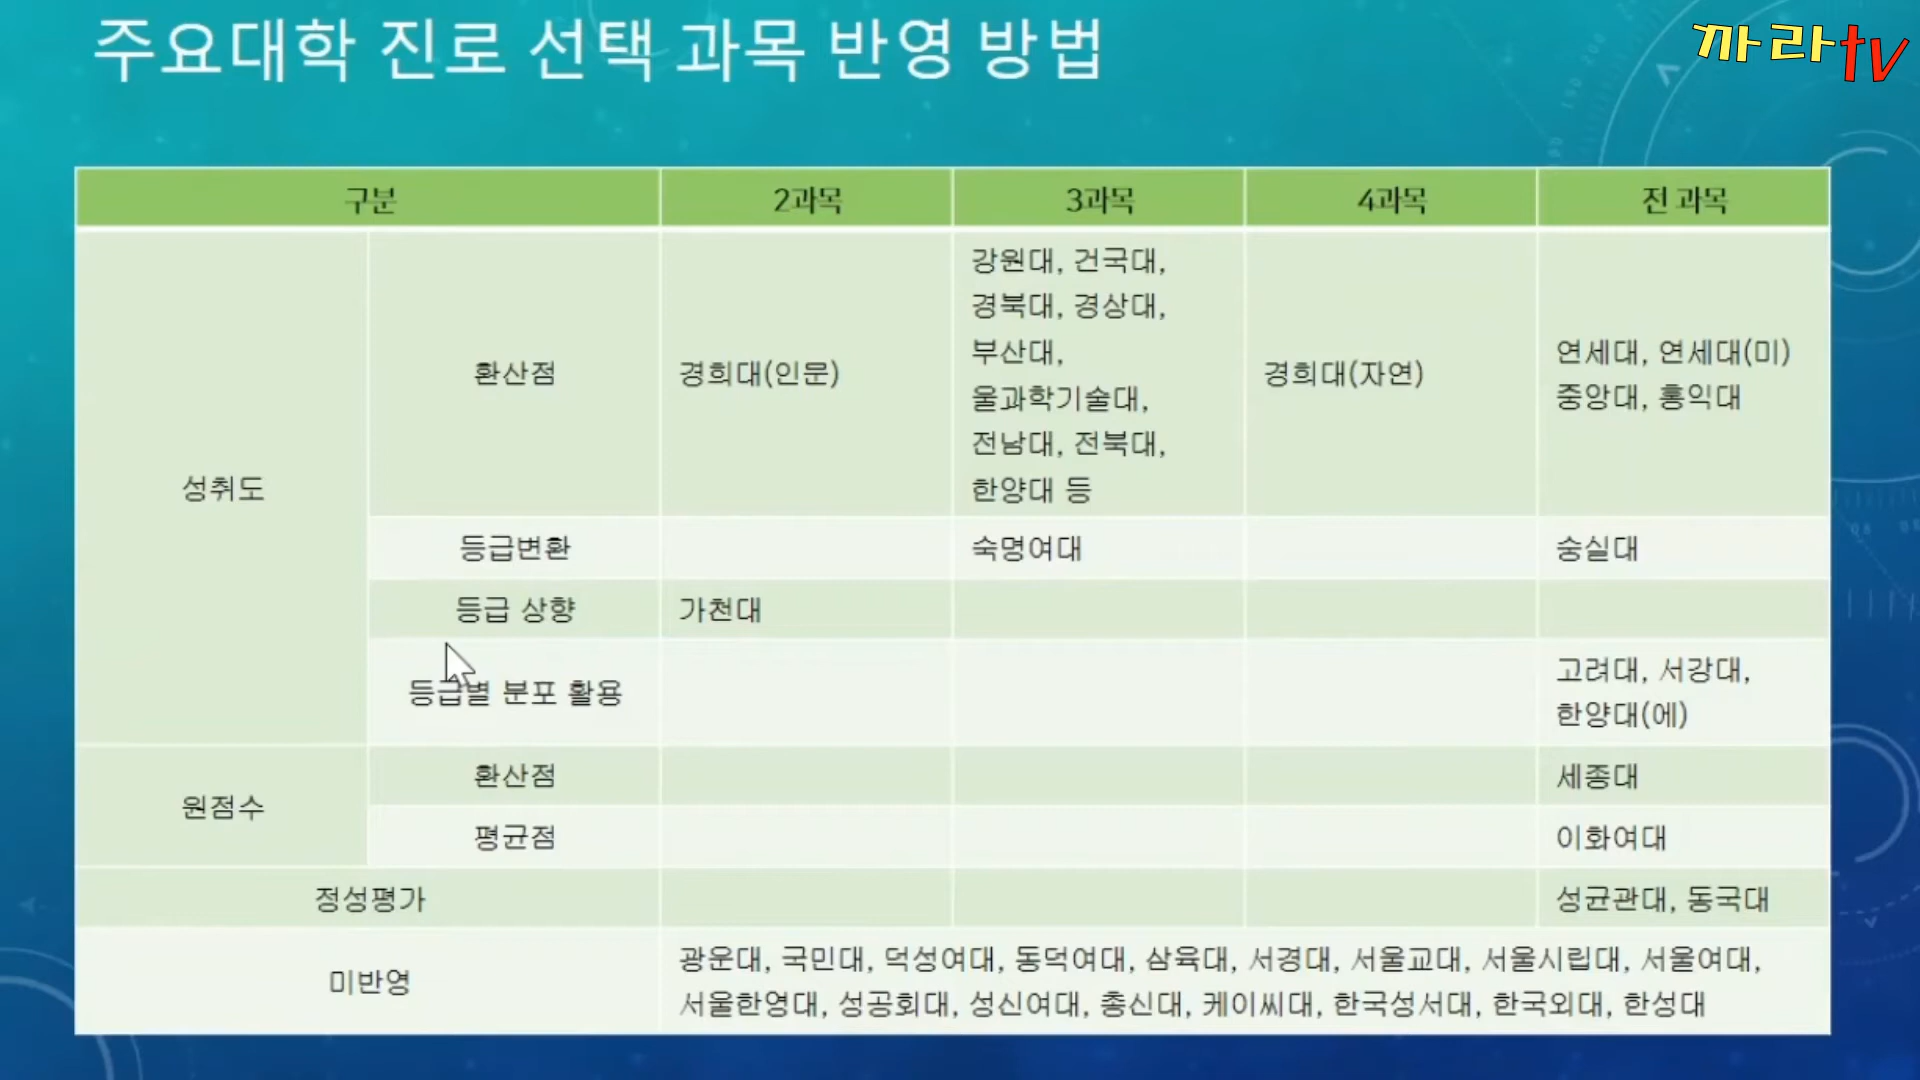 주요대학 진로 선택 과목 반영 방법
까라tv
구분 2과목 3과목 4과목 전 과목
성취도
환산점
경희대(인문)
강원대, 건국대,
경북대, 경상대,
부산대,
울과학기술대,
전남대, 전북대,
한양대 등
경희대(자연)
연세대, 연세대(미)
중앙대, 홍익대
등급변환 숙명여대 숭실대
등급 상향 가천대
등급별 분포 활용
고려대, 서강대,
한양대(에)
원점수
환산점 세종대
평균점 이화여대
정성평가 성균관대, 동국대
미반영
광운대, 국민대, 덕성여대, 동덕여대, 삼육대, 서경대, 서울교대, 서울시립대, 서울여대,
서울한영대, 성공회대, 성신여대, 총신대, 케이씨대, 한국성서대, 한국외대, 한성대